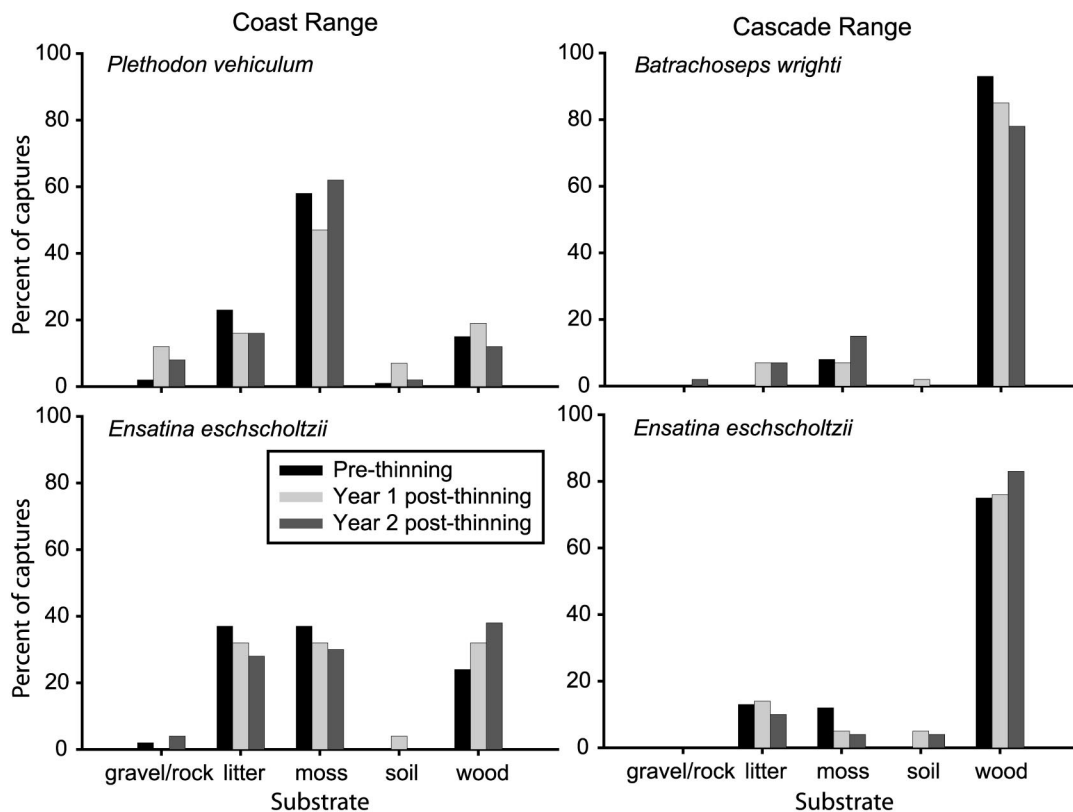 Coast Range
Cascade Range
Percent of captures
100
80
60
40
20
0
Plethodon vehiculum
100
80
60
40
20
0
Batrachoseps wrighti
Percent of captures
100
80
60
40
20
0
Ensatina eschscholtzii
Pre-thinning
Year 1 post-thinning
Year 2 post-thinning
gravel/rock litter moss soil wood
Substrate
100
80
60
40
20
0
Ensatina eschscholtzii
gravel/rock litter moss soil wood
Substrate